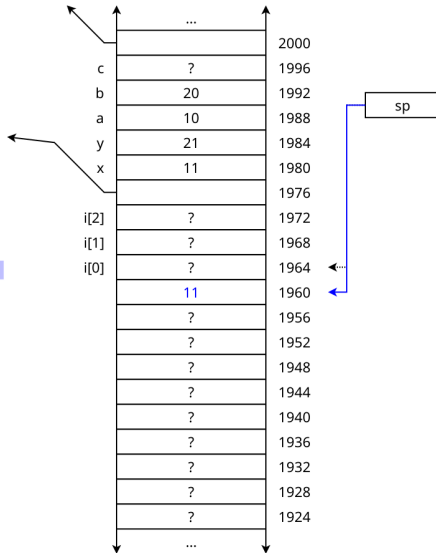 ...
2000
c ? 1996
b 20 1992
sp
a 10 1988
y 21 1984
x 11 1980
1976
i[2] ? 1972
i[1] ? 1968
i[0] ? 1964
11 1960
? 1956
? 1952
? 1948
? 1944
? 1940
? 1936
? 1932
? 1928
? 1924
...